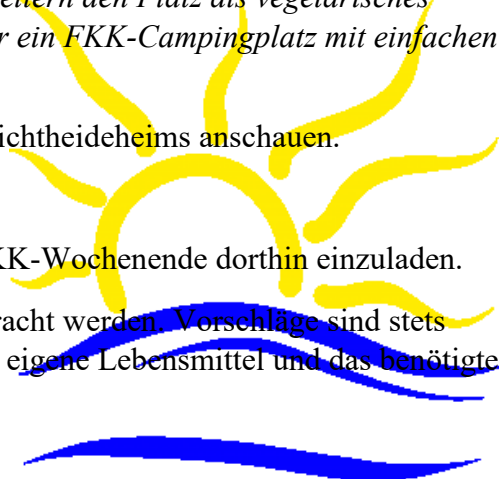 den Platz als vegetarisches
r ein FKK-Campingplatz mit einfachen
ichtheideheims anschauen.
KK-Wochenende dorthin einzuladen.
racht werden. Vorschläge sind stets
eigene Lebensmittel und das benötigte